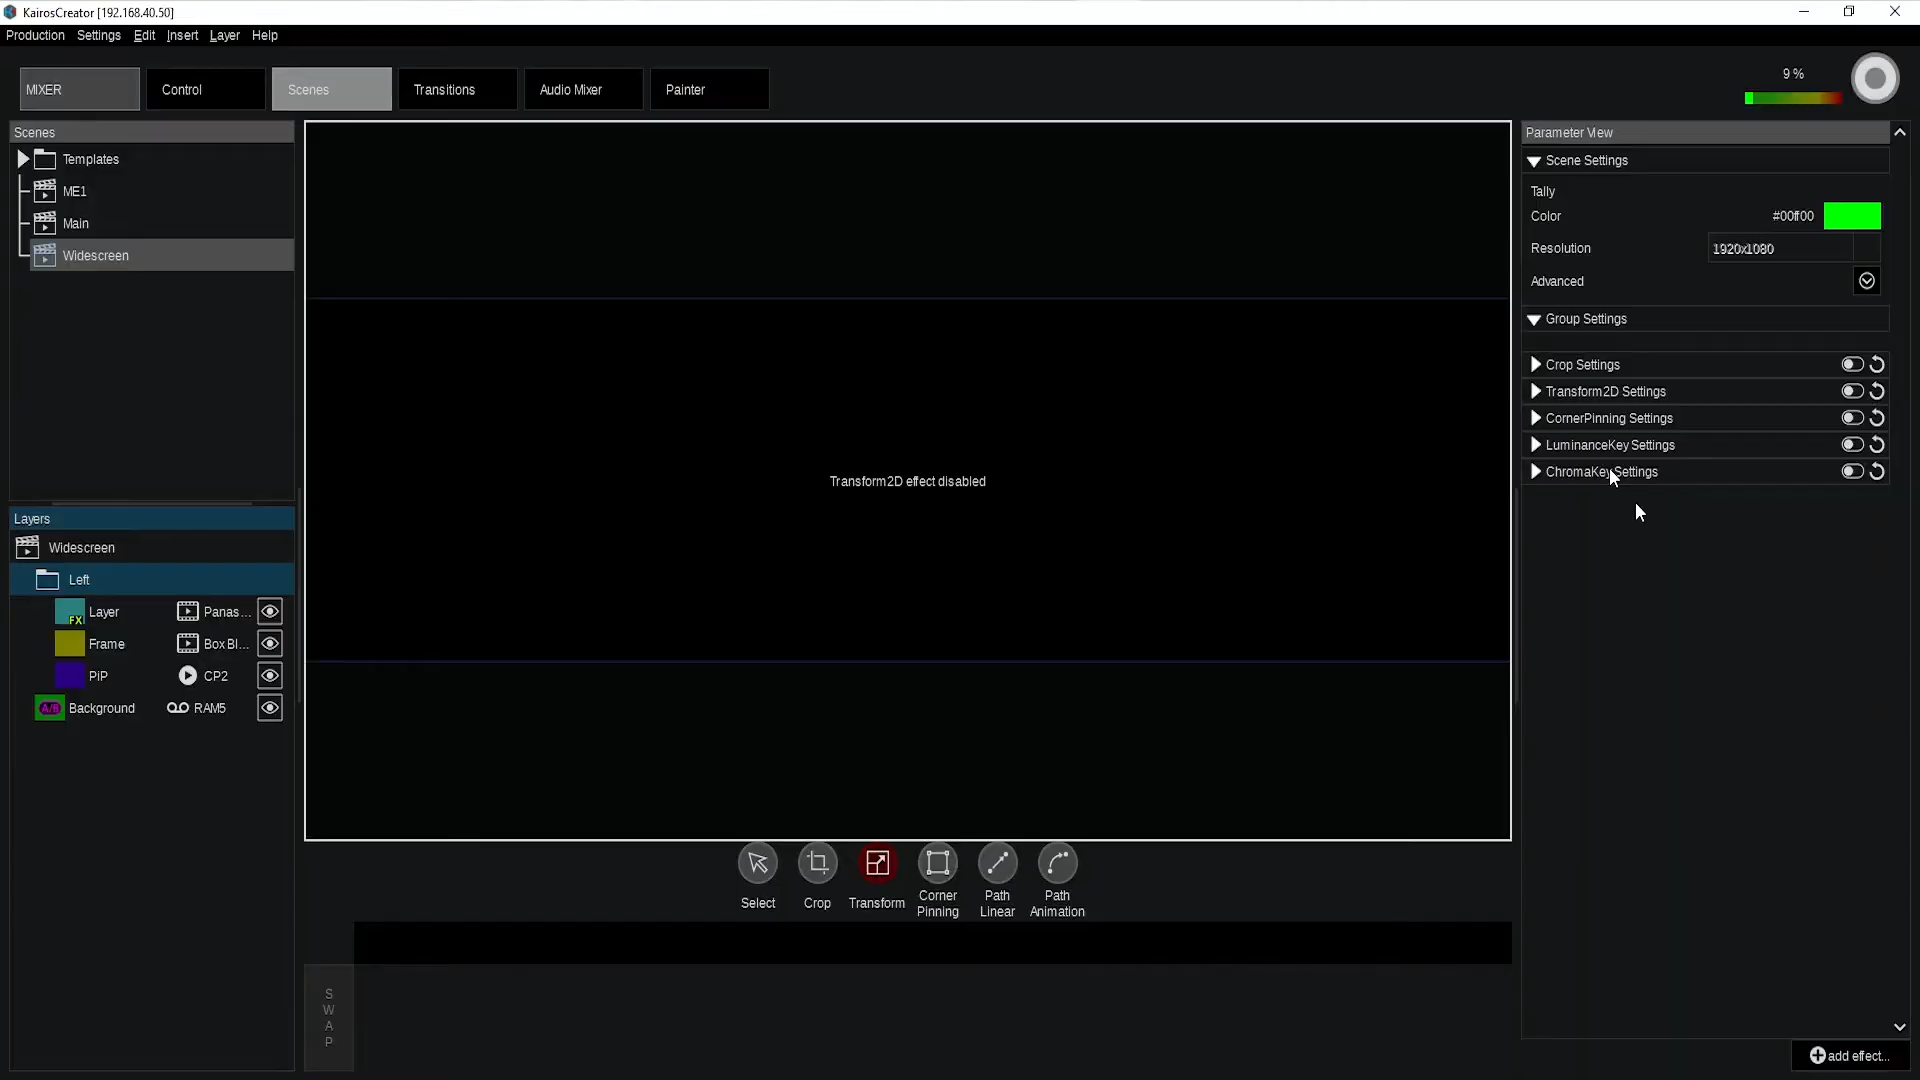 KairosCreator [192.168.40.50]
Production Settings Edit Insert Layer Help
MIXER Control Scenes Transitions Audio Mixer Painter
9 %
Scenes
Templates
ME1
Main
Widescreen
Layers
Widescreen
Left
FX Layer Panas...
Frame Box Bl...
PiP CP2
A/B Background RAM5
Transform2D effect disabled
Select Crop Transform Corner Pinning Path Linear Path Animation
S
W
A
P
Parameter View
Scene Settings
Tally
Color #00ff00
Resolution 1920x1080
Advanced
Group Settings
Crop Settings
Transform2D Settings
CornerPinning Settings
LuminanceKey Settings
ChromaKey Settings
add effect...